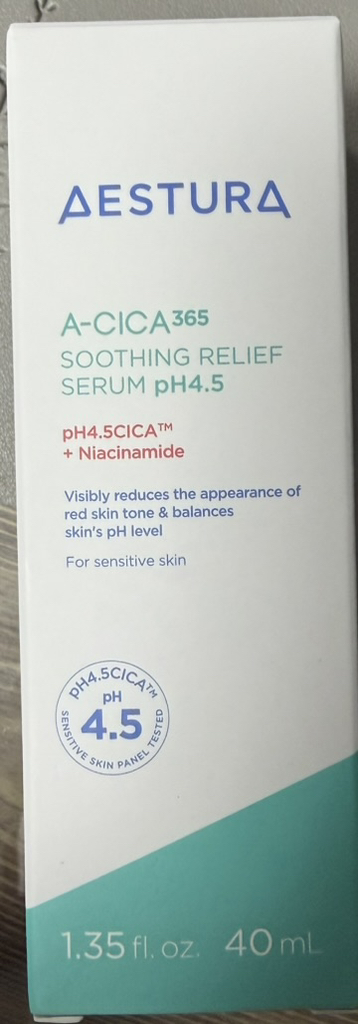 AESTURA
A-CICA³⁶⁵
SOOTHING RELIEF
SERUM pH4.5
pH4.5CICA™
+ Niacinamide
Visibly reduces the appearance of
red skin tone & balances
skin's pH level
For sensitive skin
pH4.5CICA™
pH
4.5
SENSITIVE SKIN PANEL TESTED
1.35 fl. oz. 40 mL